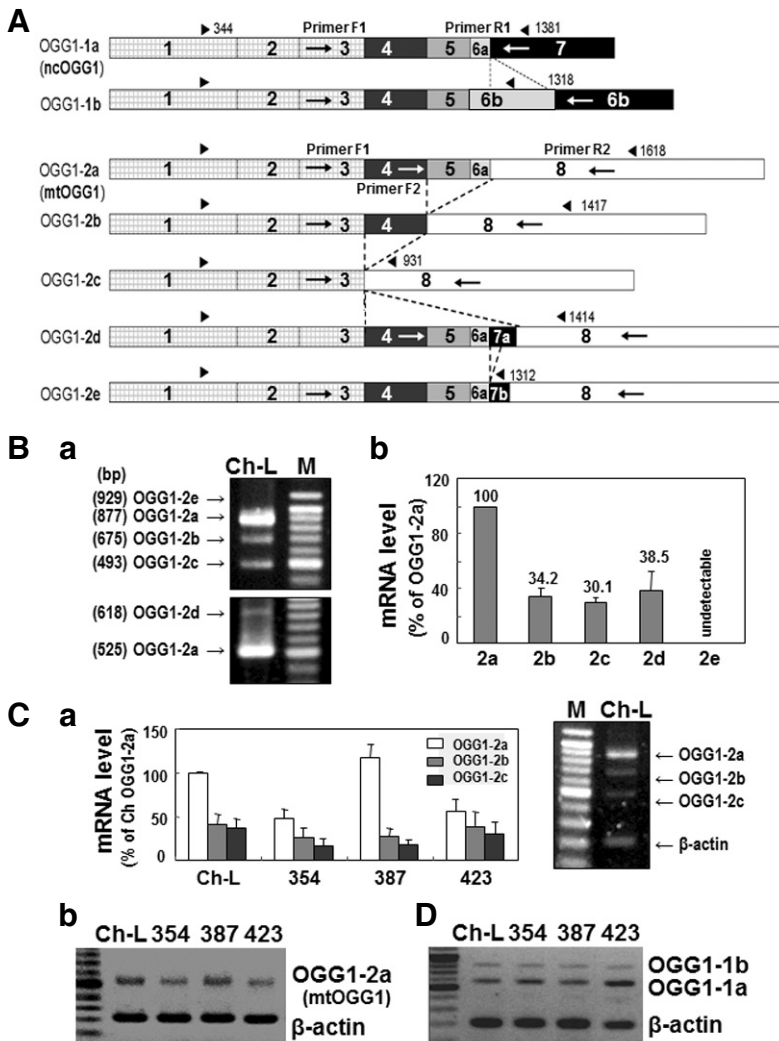 A
344 Primer F1 Primer R1 1381
OGG1-1a 1 2 3 4 5 6a 7
(ncOGG1)
1318
OGG1-1b 1 2 3 4 5 6b 6b
Primer F1 Primer R2 1618
OGG1-2a 1 2 3 4 5 6a 8
(mtOGG1) Primer F2
1417
OGG1-2b 1 2 3 4 8
931
OGG1-2c 1 2 3 8
1414
OGG1-2d 1 2 3 4 5 6a 7a 8
1312
OGG1-2e 1 2 3 4 5 6a 7b 8
B a
(bp) Ch-L M
(929) OGG1-2e →
(877) OGG1-2a →
(675) OGG1-2b →
(493) OGG1-2c →
(618) OGG1-2d →
(525) OGG1-2a →
b
mRNA level
(% of OGG1-2a)
120
80
40
0
100
34.2
30.1
38.5
undetectable
2a 2b 2c 2d 2e
C a
mRNA level
(% of Ch OGG1-2a)
150
100
50
0
OGG1-2a
OGG1-2b
OGG1-2c
Ch-L 354 387 423
M Ch-L
← OGG1-2a
← OGG1-2b
← OGG1-2c
← β-actin
b
Ch-L 354 387 423
OGG1-2a
(mtOGG1)
β-actin
D
Ch-L 354 387 423
OGG1-1b
OGG1-1a
β-actin